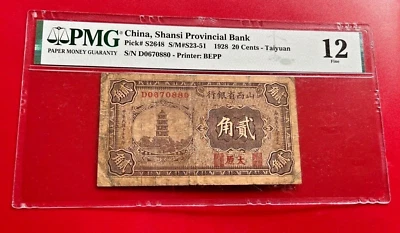 PMG
PAPER MONEY GUARANTY
China, Shansi Provincial Bank
Pick# S2648 S/M#S23-51 1928 20 Cents - Taiyuan
S/N D0670880 - Printer: BEPP
12
Fine
行銀省西山
D0670880
角貳
原太